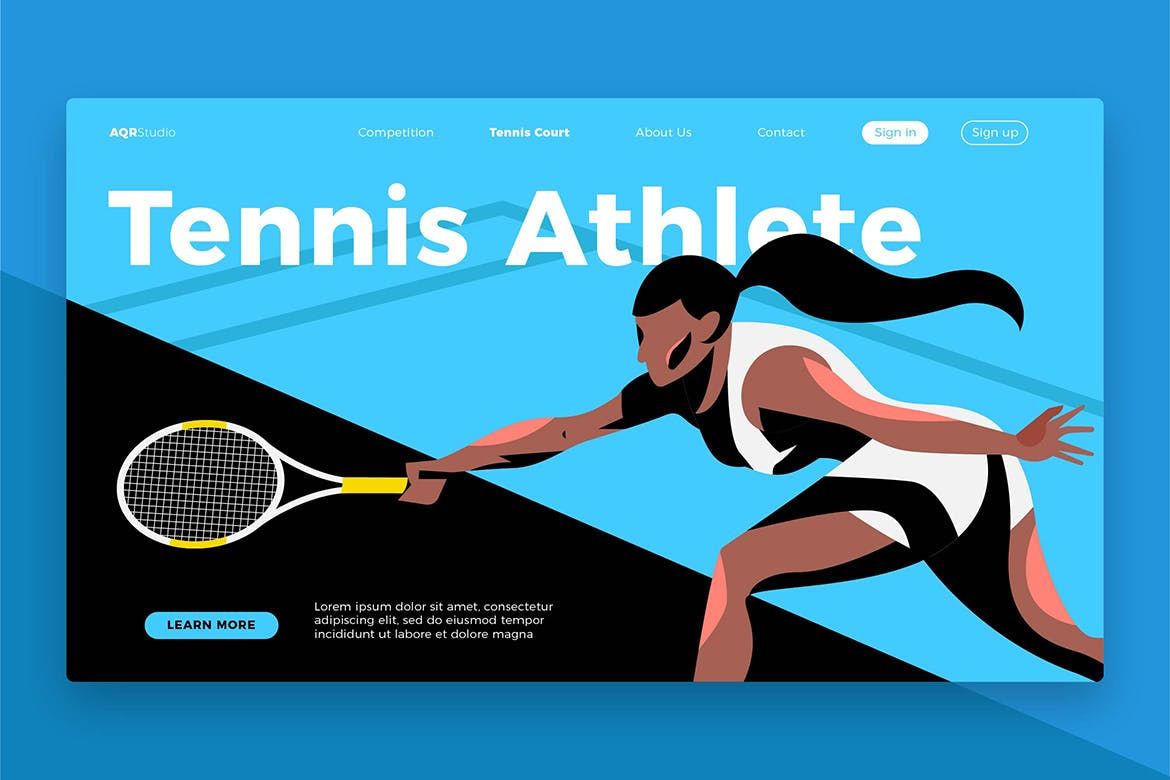 AQRStudio
Competition
Tennis Court
About Us
Contact
Sign in
Sign up
Tennis Athlete
LEARN MORE
Lorem ipsum dolor sit amet, consectetur
adipiscing elit, sed do eiusmod tempor
incididunt ut labore et dolore magna